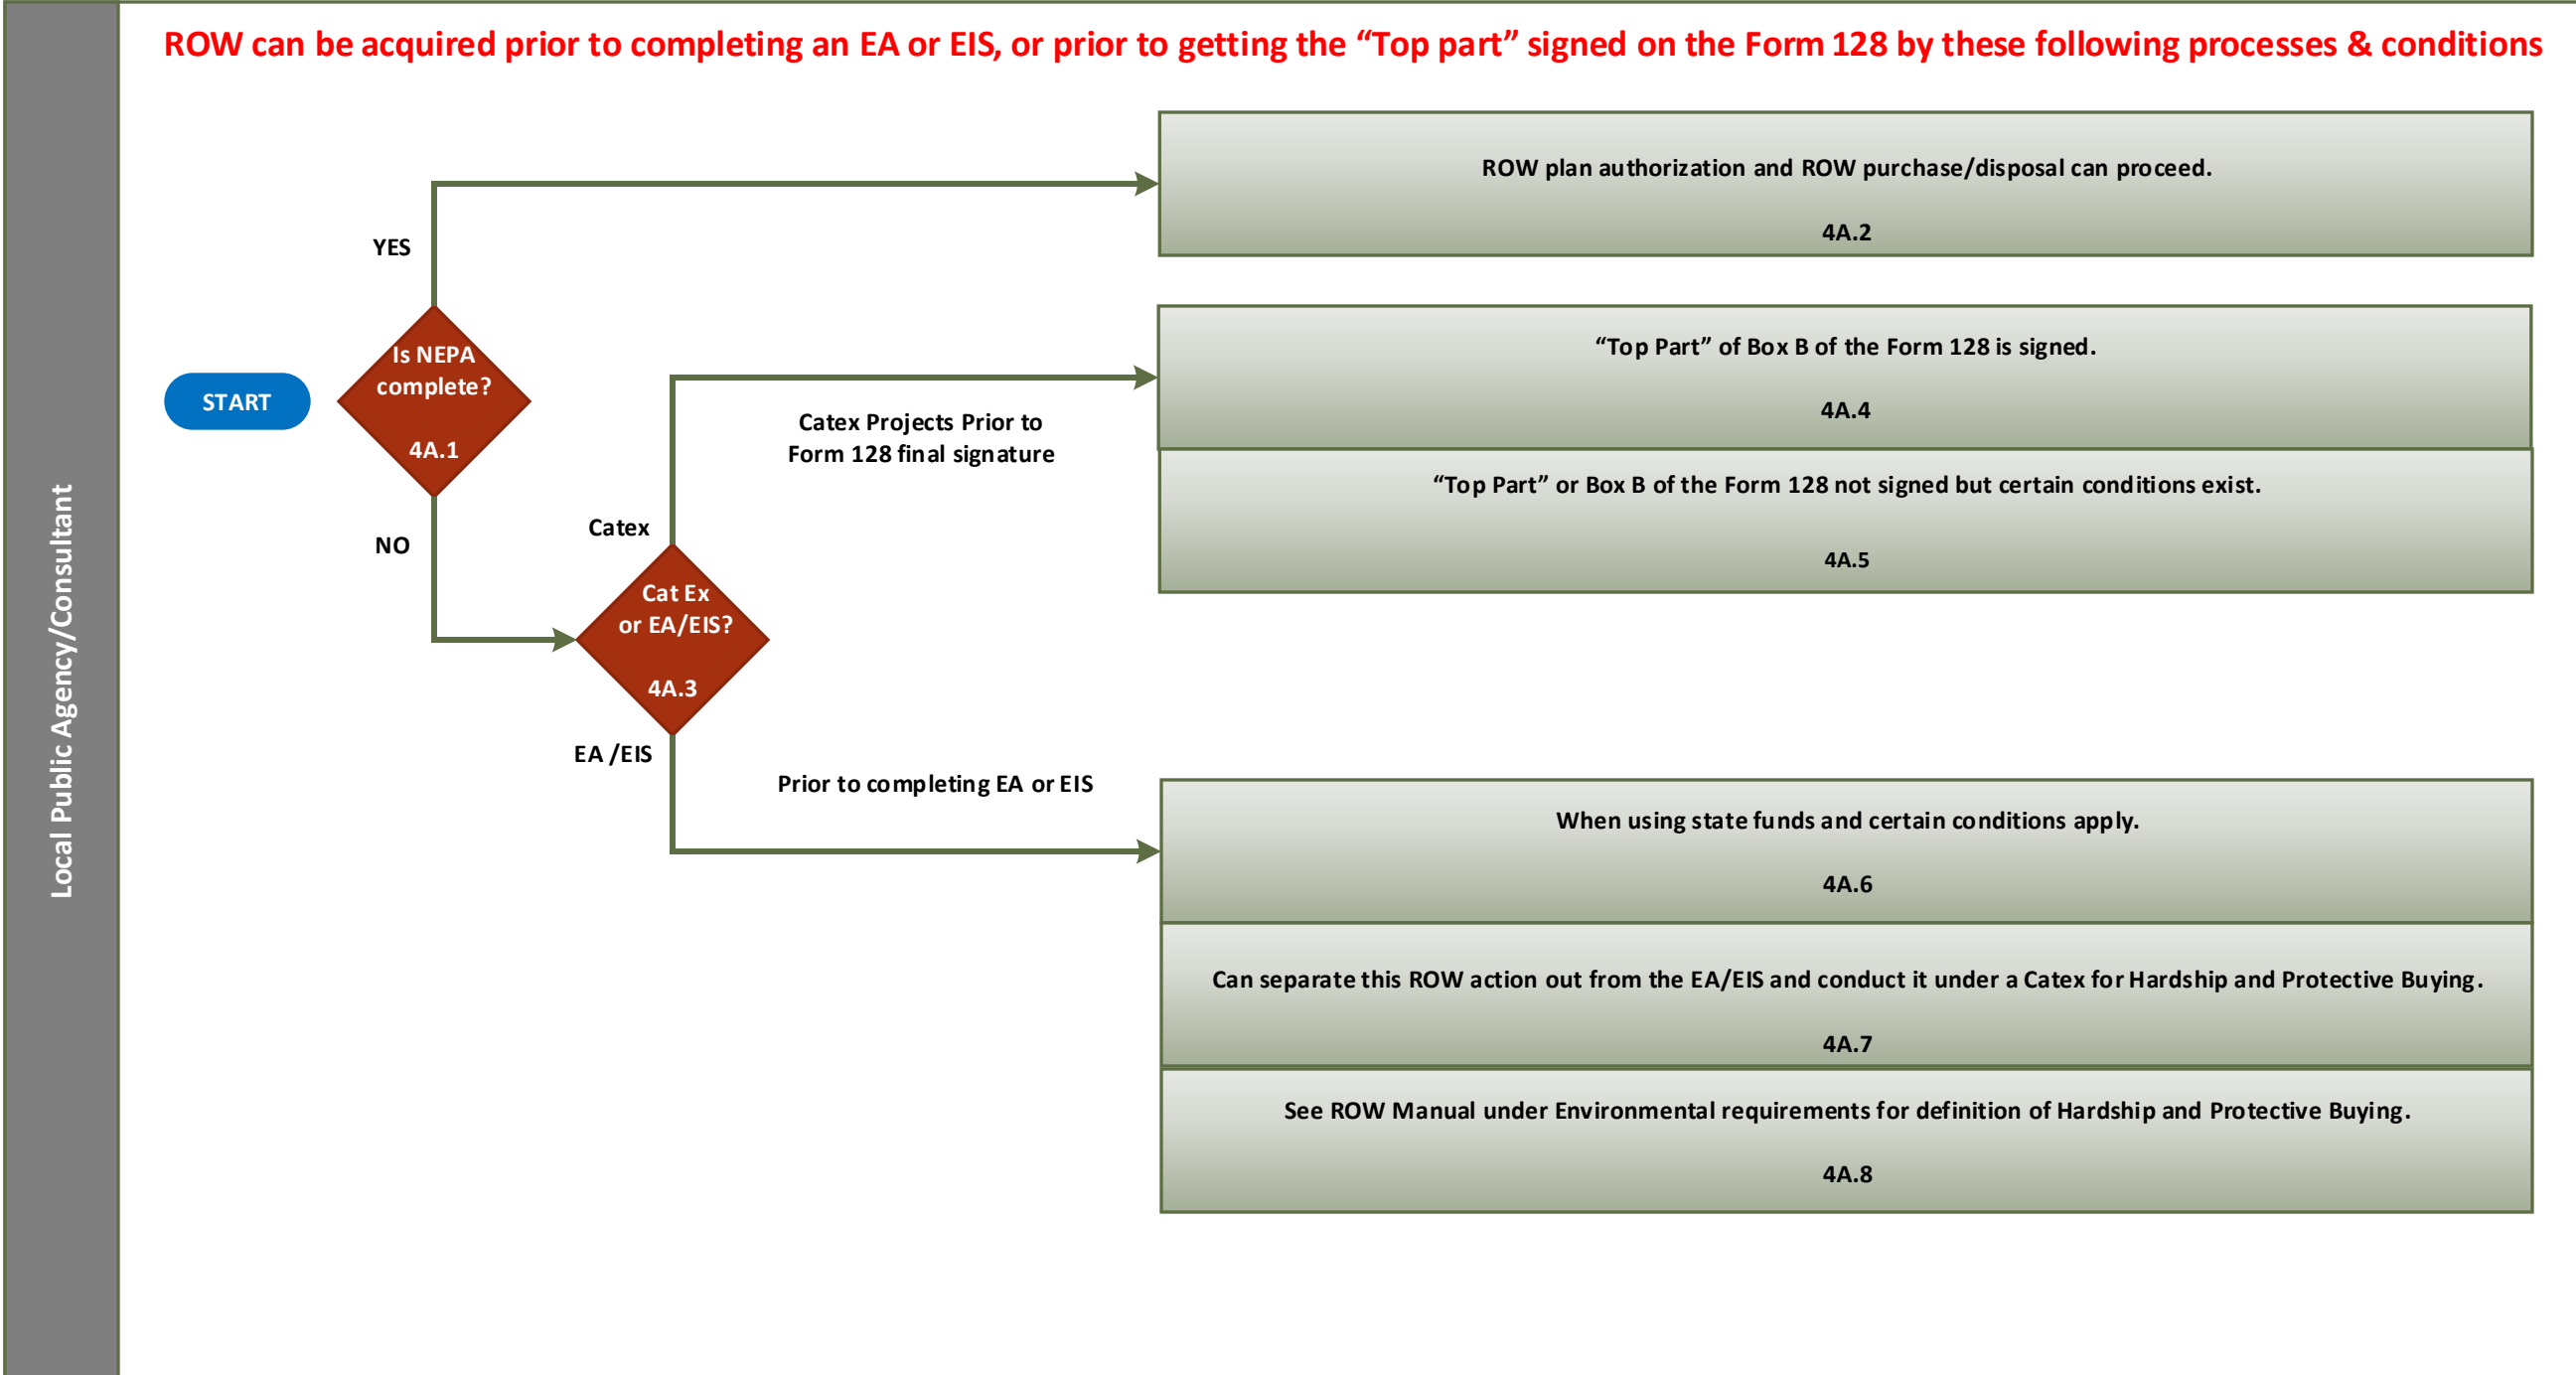 ROW can be acquired prior to completing an EA or EIS, or prior to getting the “Top part” signed on the Form 128 by these following processes & conditions
Local Public Agency/Consultant
START
Is NEPA
complete?
4A.1
YES
ROW plan authorization and ROW purchase/disposal can proceed.
4A.2
NO
Cat Ex
or EA/EIS?
4A.3
Catex
Catex Projects Prior to
Form 128 final signature
“Top Part” of Box B of the Form 128 is signed.
4A.4
“Top Part” or Box B of the Form 128 not signed but certain conditions exist.
4A.5
EA /EIS
Prior to completing EA or EIS
When using state funds and certain conditions apply.
4A.6
Can separate this ROW action out from the EA/EIS and conduct it under a Catex for Hardship and Protective Buying.
4A.7
See ROW Manual under Environmental requirements for definition of Hardship and Protective Buying.
4A.8